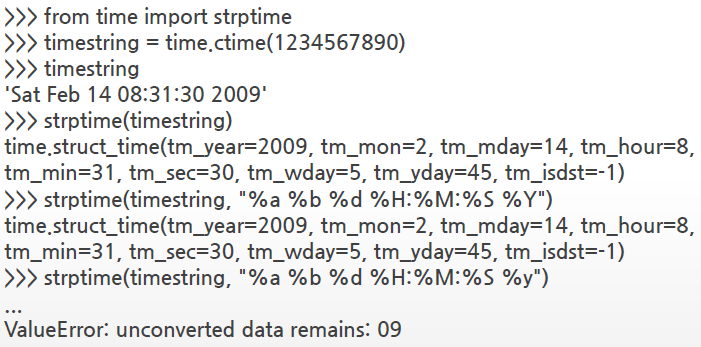 >>> from time import strptime
>>> timestring = time.ctime(1234567890)
>>> timestring
'Sat Feb 14 08:31:30 2009'
>>> strptime(timestring)
time.struct_time(tm_year=2009, tm_mon=2, tm_mday=14, tm_hour=8,
tm_min=31, tm_sec=30, tm_wday=5, tm_yday=45, tm_isdst=-1)
>>> strptime(timestring, "%a %b %d %H:%M:%S %Y")
time.struct_time(tm_year=2009, tm_mon=2, tm_mday=14, tm_hour=8,
tm_min=31, tm_sec=30, tm_wday=5, tm_yday=45, tm_isdst=-1)
>>> strptime(timestring, "%a %b %d %H:%M:%S %y")
...
ValueError: unconverted data remains: 09